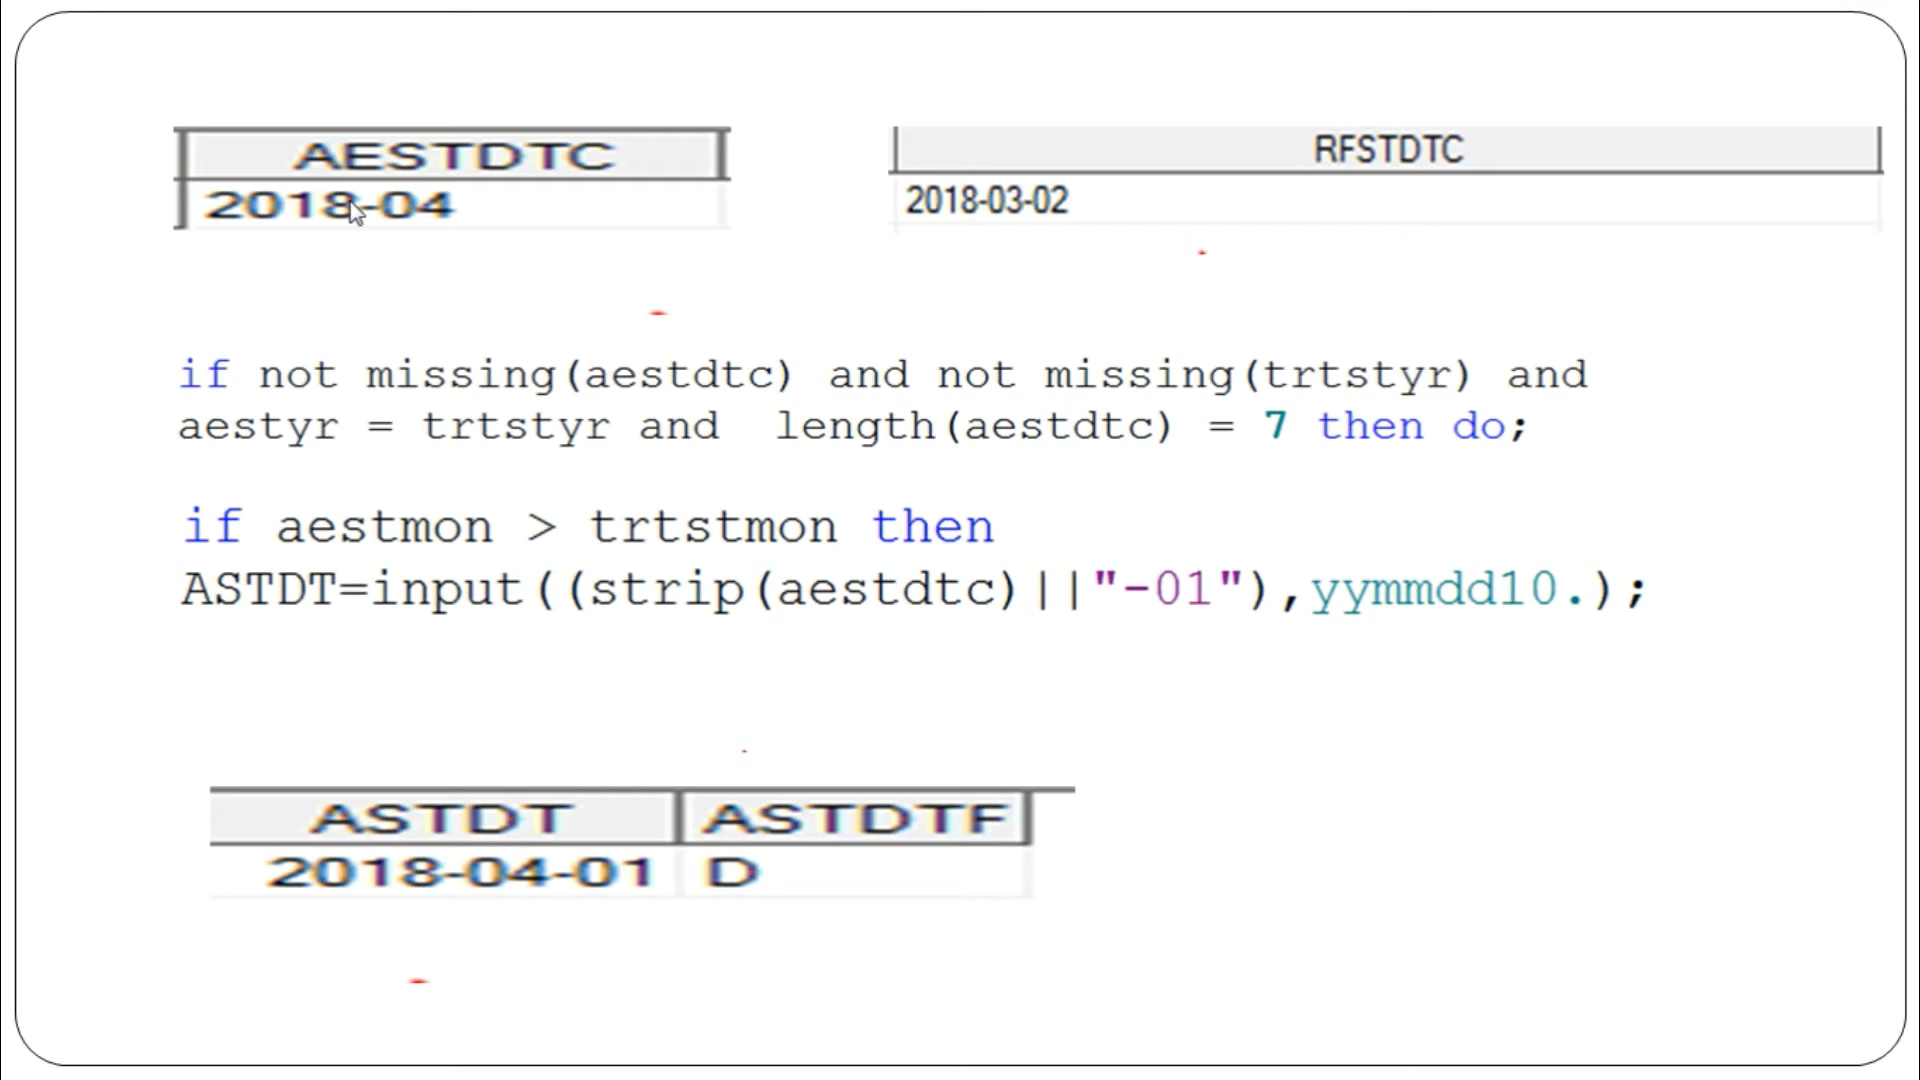 AESTDTC
2018-04
RFSTDTC
2018-03-02
if not missing(aestdtc) and not missing(trtstyr) and
aestyr = trtstyr and  length(aestdtc) = 7 then do;
if aestmon > trtstmon then
ASTDT=input((strip(aestdtc)||"-01"),yymmdd10.);
ASTDT ASTDTF
2018-04-01 D